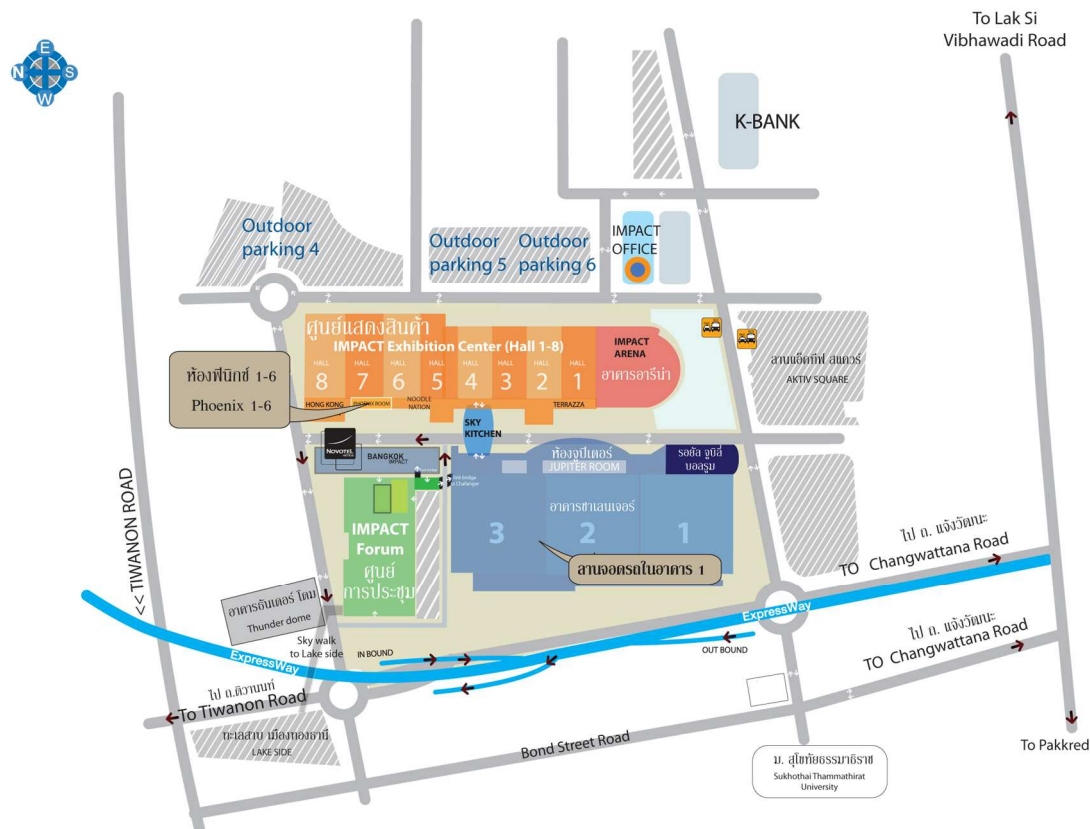 To Lak Si
Vibhawadi Road
E
N
S
W
K-BANK
Outdoor
parking 4
Outdoor
parking 5
Outdoor
parking 6
IMPACT
OFFICE
ศูนย์แสดงสินค้า
IMPACT Exhibition Center (Hall 1-8)
HALL
8
HALL
7
HALL
6
HALL
5
HALL
4
HALL
3
HALL
2
HALL
1
IMPACT
ARENA
อาคารอารีน่า
ลานแอ็คทีฟ สแควร์
AKTIV SQUARE
ห้องฟีนิกซ์ 1-6
Phoenix 1-6
HONG KONG
PHOENIX ROOM
NOODLE
NATION
TERRAZZA
SKY
KITCHEN
NOVOTEL
BANGKOK
IMPACT
ห้องจูปิเตอร์
JUPITER ROOM
รอยัล จูบิลี่
บอลรูม
อาคารชาเลนเจอร์
3
2
1
IMPACT
Forum
ศูนย์
การประชุม
ลานจอดรถในอาคาร 1
<< TIWANON ROAD
อาคารธันเดอร์ โดม
Thunder dome
Sky walk
to Lake side
IN BOUND
OUT BOUND
ExpressWay
ExpressWay
ไป ถ. แจ้งวัฒนะ
TO Changwattana Road
ไป ถ. แจ้งวัฒนะ
TO Changwattana Road
ไป ถ.ติวานนท์
To Tiwanon Road
ทะเลสาบ เมืองทองธานี
LAKE SIDE
Bond Street Road
ม. สุโขทัยธรรมาธิราช
Sukhothai Thammathirat
University
To Pakkred